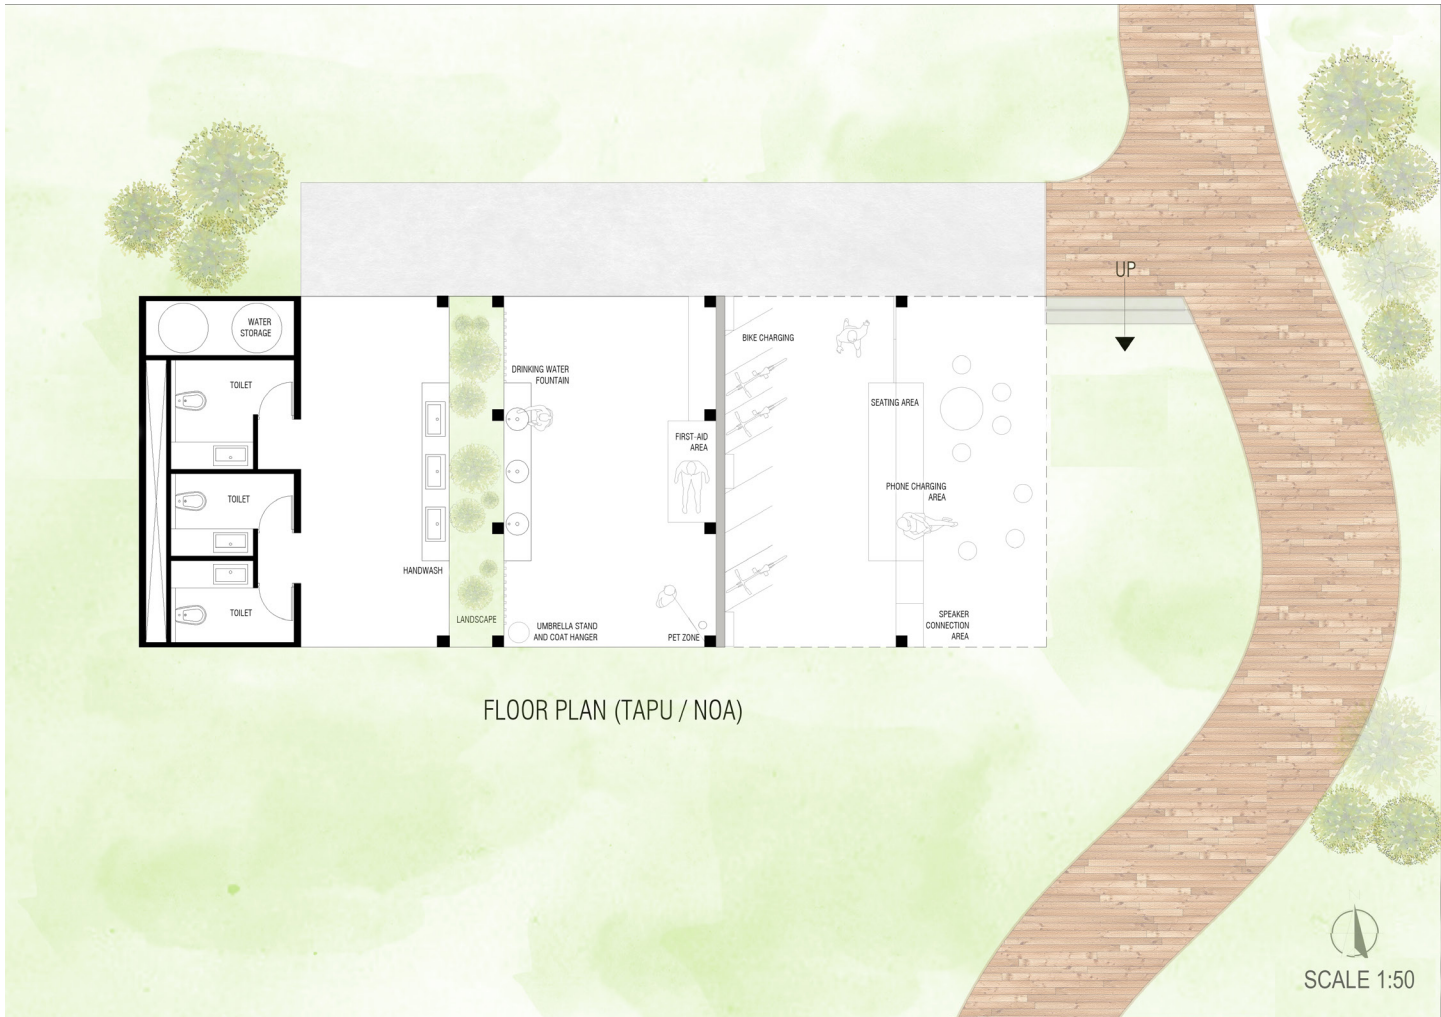 UP
WATER
STORAGE
BIKE CHARGING
DRINKING WATER
FOUNTAIN
TOILET
SEATING AREA
FIRST-AID
AREA
PHONE CHARGING
AREA
TOILET
HANDWASH
TOILET
LANDSCAPE
UMBRELLA STAND
AND COAT HANGER
PET ZONE
SPEAKER
CONNECTION
AREA
FLOOR PLAN (TAPU / NOA)
SCALE 1:50